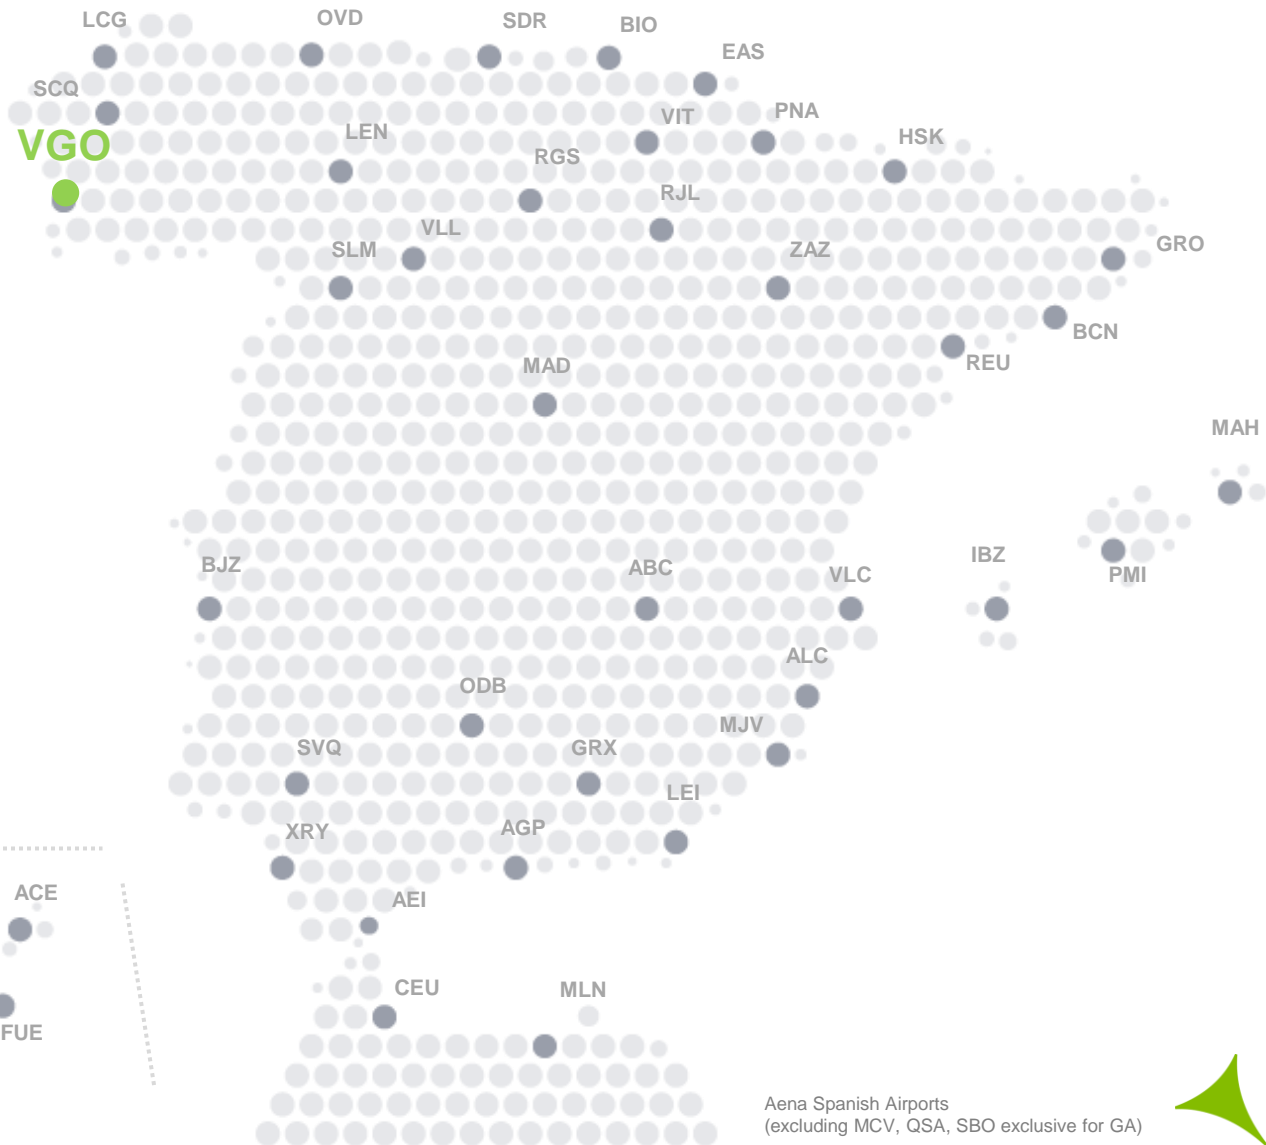 LCG
OVD
SDR
BIO
EAS
SCQ
VIT
PNA
VGO
LEN
HSK
RGS
RJL
VLL
SLM
ZAZ
GRO
BCN
MAD
REU
MAH
BJZ
ABC
VLC
IBZ
PMI
ALC
ODB
MJV
SVQ
GRX
LEI
XRY
AGP
ACE
AEI
CEU
MLN
FUE
Aena Spanish Airports
(excluding MCV, QSA, SBO exclusive for GA)